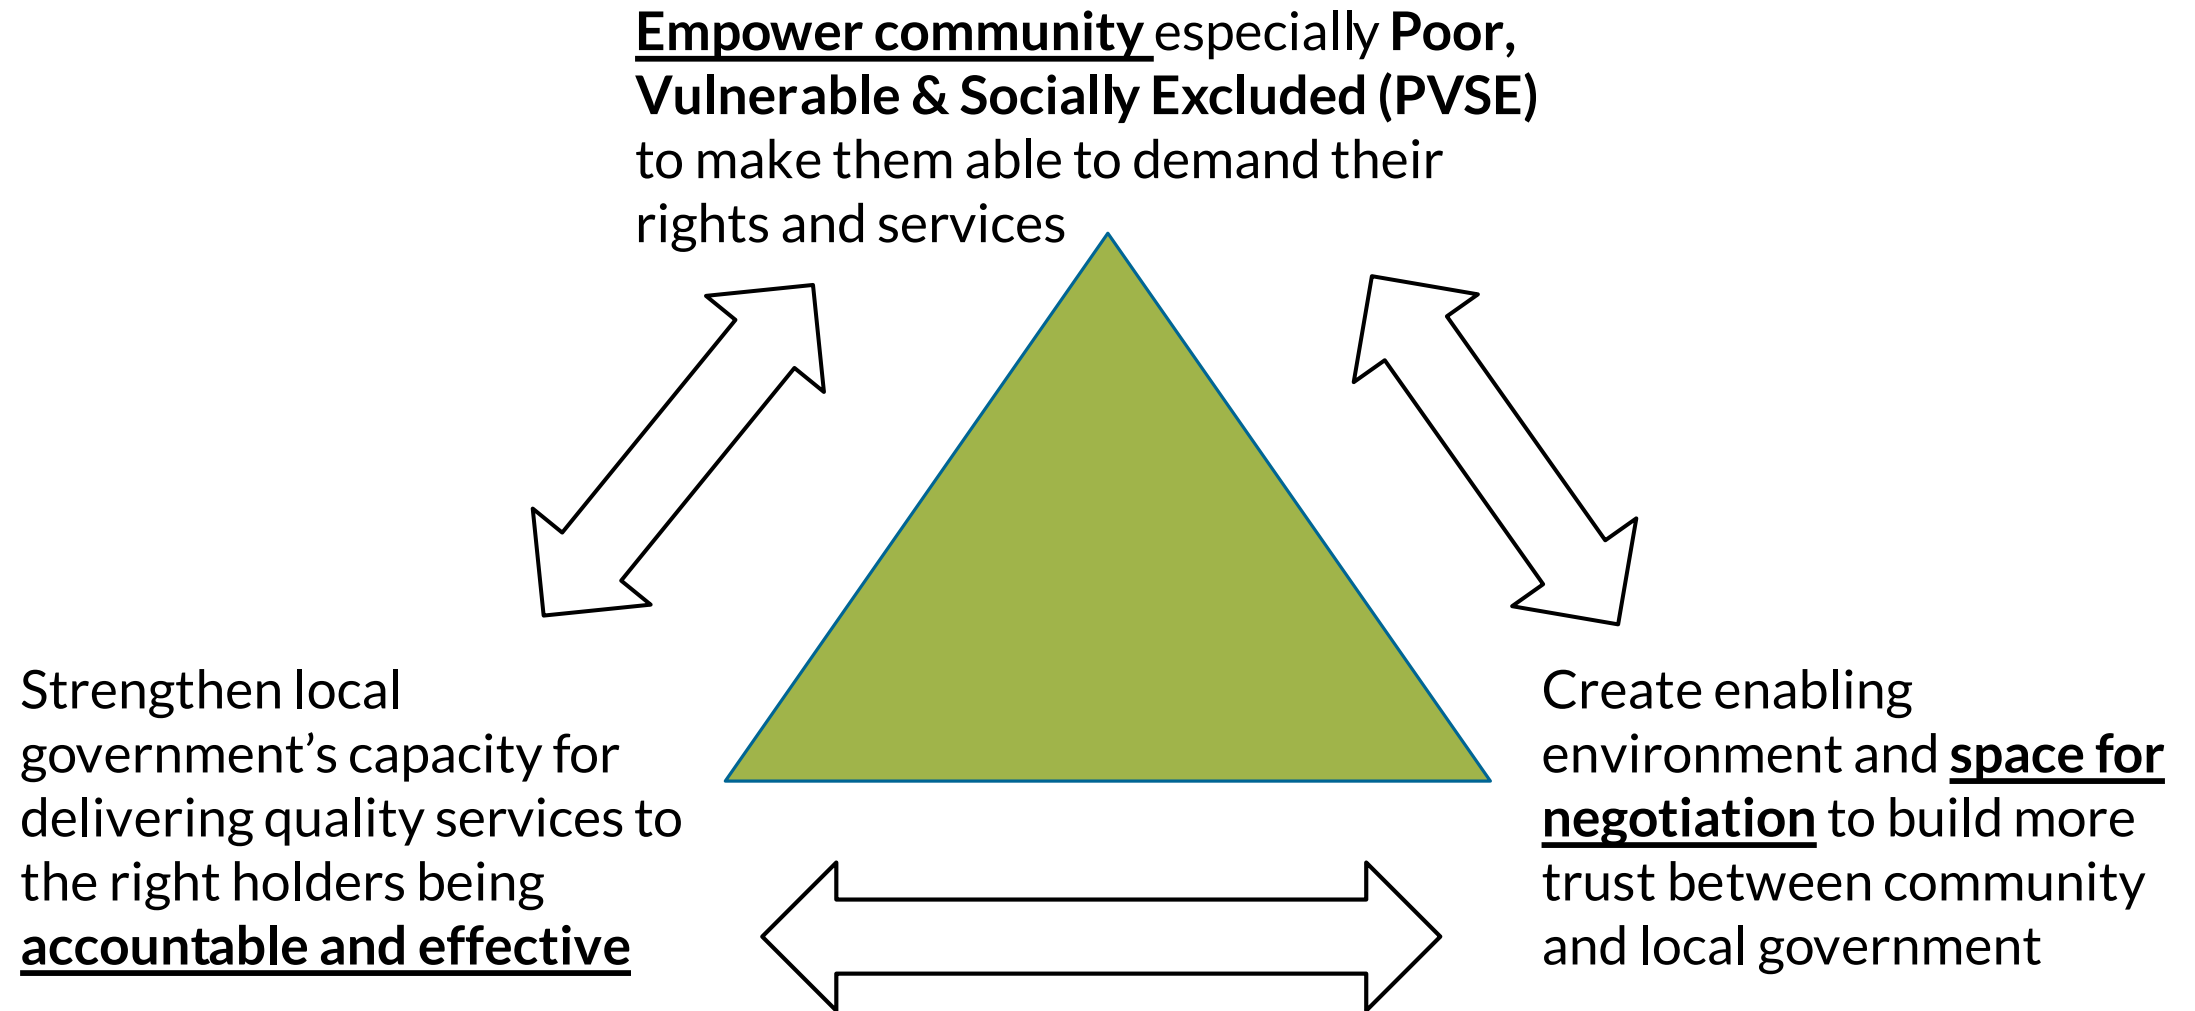 Empower community especially Poor,
Vulnerable & Socially Excluded (PVSE)
to make them able to demand their
rights and services
Strengthen local
government’s capacity for
delivering quality services to
the right holders being
accountable and effective
Create enabling
environment and space for
negotiation to build more
trust between community
and local government